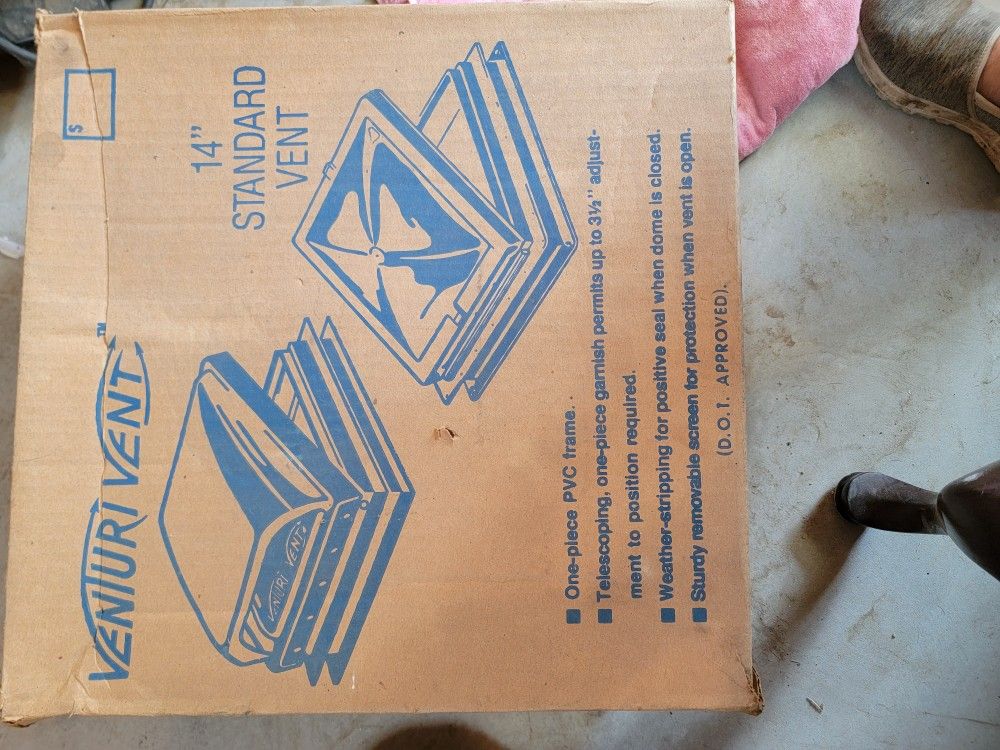 $
VENTURI VENT™
14"
STANDARD
VENT
VENTURI VENT
■ One-piece PVC frame.
■ Telescoping, one-piece garnish permits up to 3½" adjust-
ment to position required.
■ Weather-stripping for positive seal when dome is closed.
■ Sturdy removable screen for protection when vent is open.
(D.O.T. APPROVED).